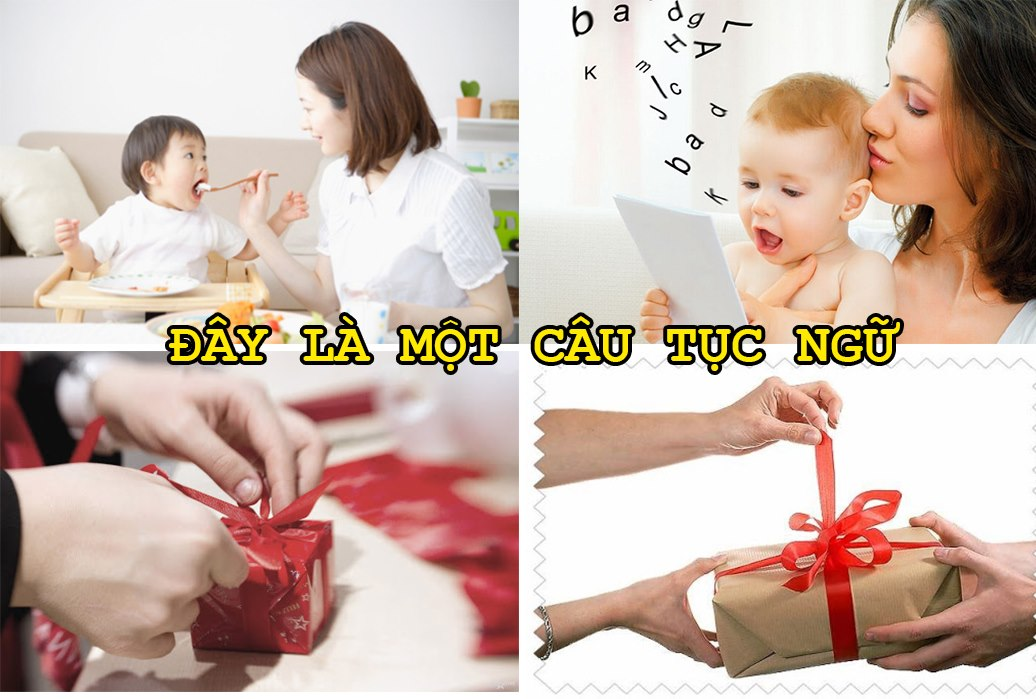 b a d g L
H A
K m l c
J d
b a
k
ĐÂY LÀ MỘT CÂU TỤC NGỮ